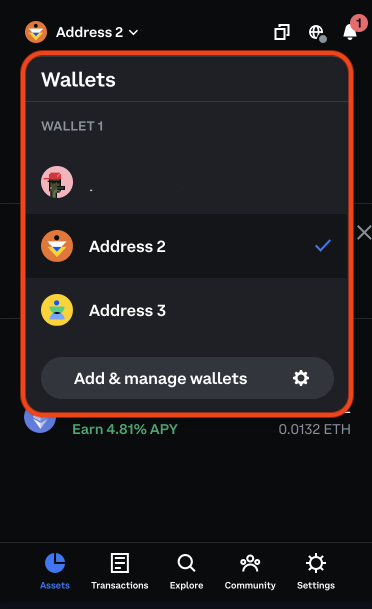 Address 2
1
Wallets
WALLET 1
.
Address 2
Address 3
Add & manage wallets
Earn 4.81% APY
0.0132 ETH
Assets
Transactions
Explore
Community
Settings